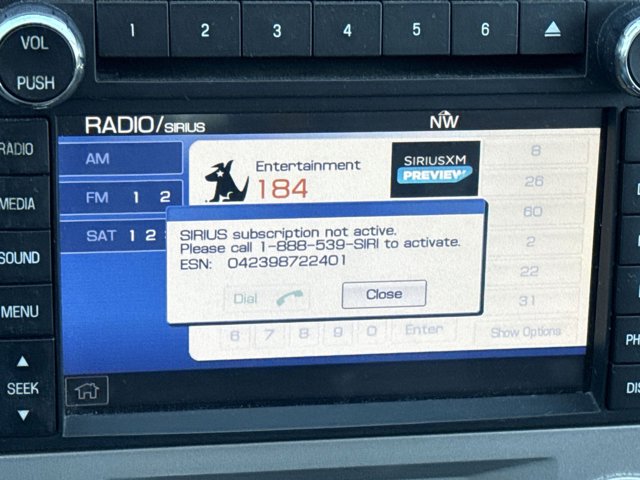 1 2 3 4 5 6
VOL
PUSH
RADIO/SIRIUS NW
RADIO
AM
Entertainment
184
SIRIUSXM
PREVIEW
8
MEDIA
FM 1 2
26
SAT 1 2
60
SOUND
SIRIUS subscription not active.
Please call 1-888-539-SIRI to activate.
ESN: 042398722401
2
22
MENU
Dial Close
31
6 7 8 9 0 Enter Show Options
SEEK
PH
DIS